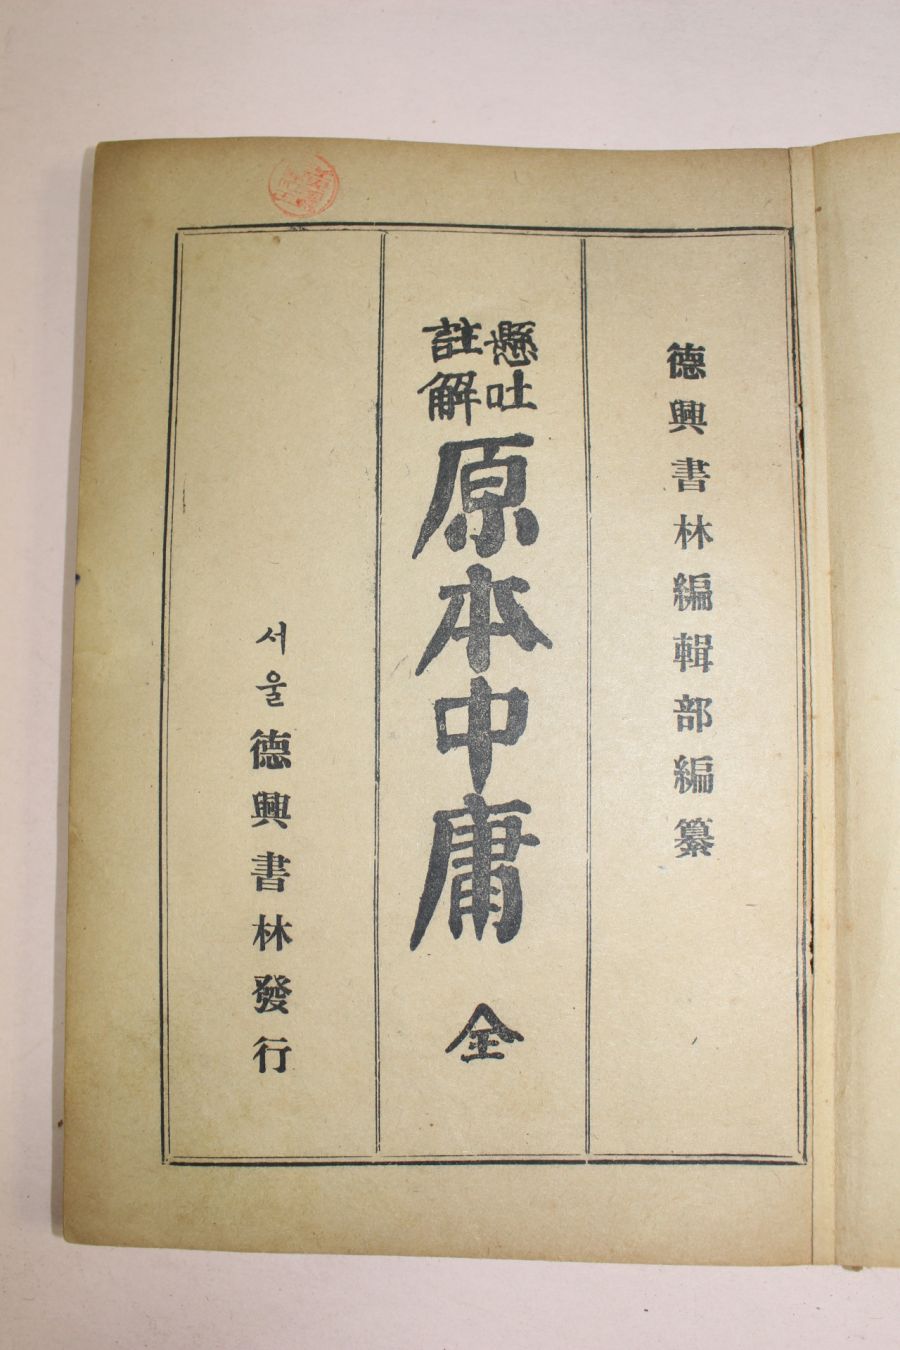 德興書林編輯部編纂
懸吐
註解
原本中庸 全
서울 德興書林發行